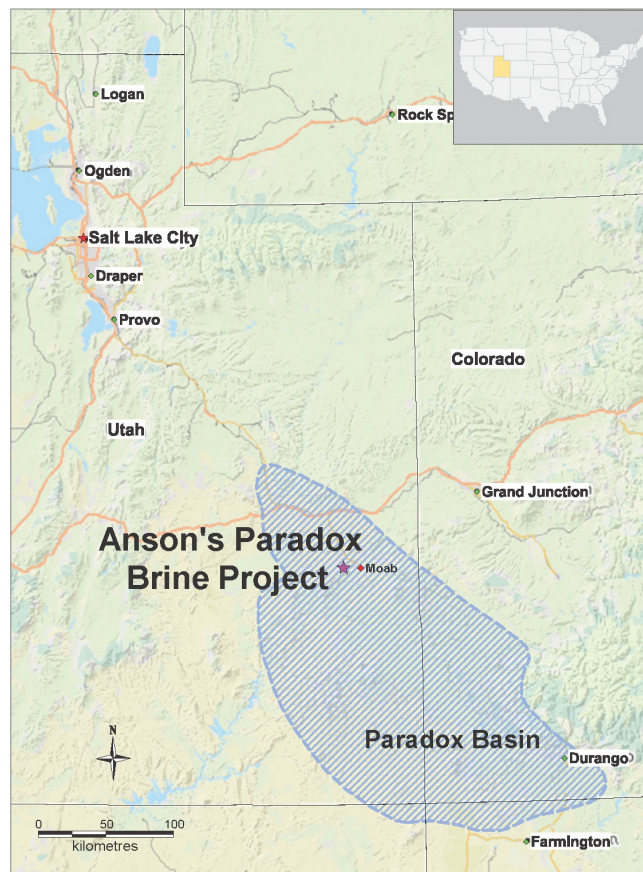 Logan
Rock Sp
Ogden
Salt Lake CIty
Draper
Provo
Colorado
Utah
Grand Junction
Anson's Paradox
Brine Project
Moab
Paradox Basin
N
Durango
0 50 100
kilometres
Farmington